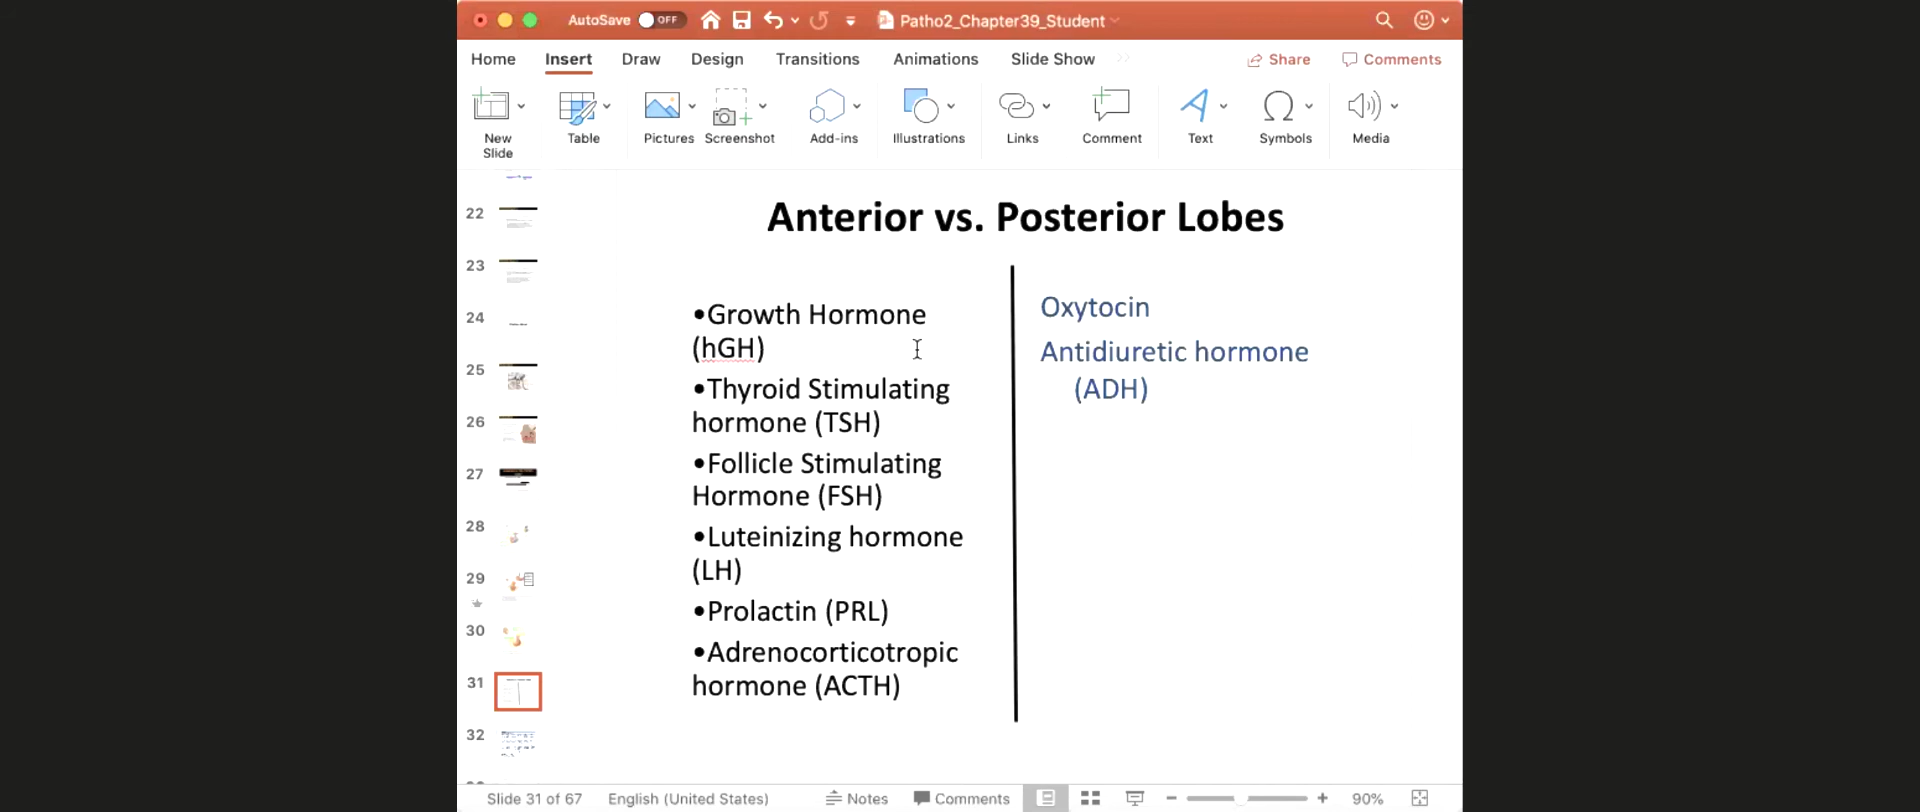 AutoSave OFF Patho2_Chapter39_Student
Home Insert Draw Design Transitions Animations Slide Show Share Comments
New Slide Table Pictures Screenshot Add-ins Illustrations Links Comment Text Symbols Media
22
23
24
25
26
27
28
29
30
31
32
Anterior vs. Posterior Lobes
•Growth Hormone
(hGH)
•Thyroid Stimulating
hormone (TSH)
•Follicle Stimulating
Hormone (FSH)
•Luteinizing hormone
(LH)
•Prolactin (PRL)
•Adrenocorticotropic
hormone (ACTH)
Oxytocin
Antidiuretic hormone
(ADH)
Slide 31 of 67 English (United States) Notes Comments 90%